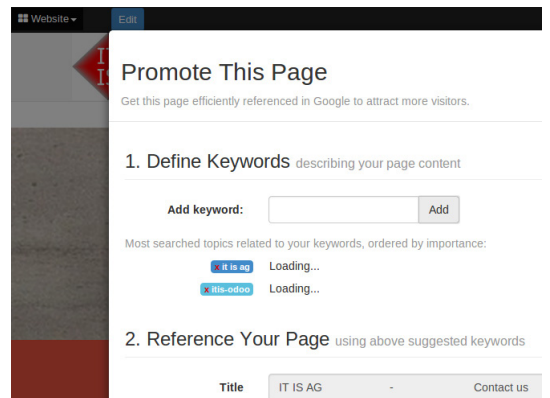 Website Edit
IT
IS
Promote This Page
Get this page efficiently referenced in Google to attract more visitors.
1. Define Keywords describing your page content
Add keyword: Add
Most searched topics related to your keywords, ordered by importance:
x it is ag Loading...
x itis-odoo Loading...
2. Reference Your Page using above suggested keywords
Title IT IS AG - Contact us